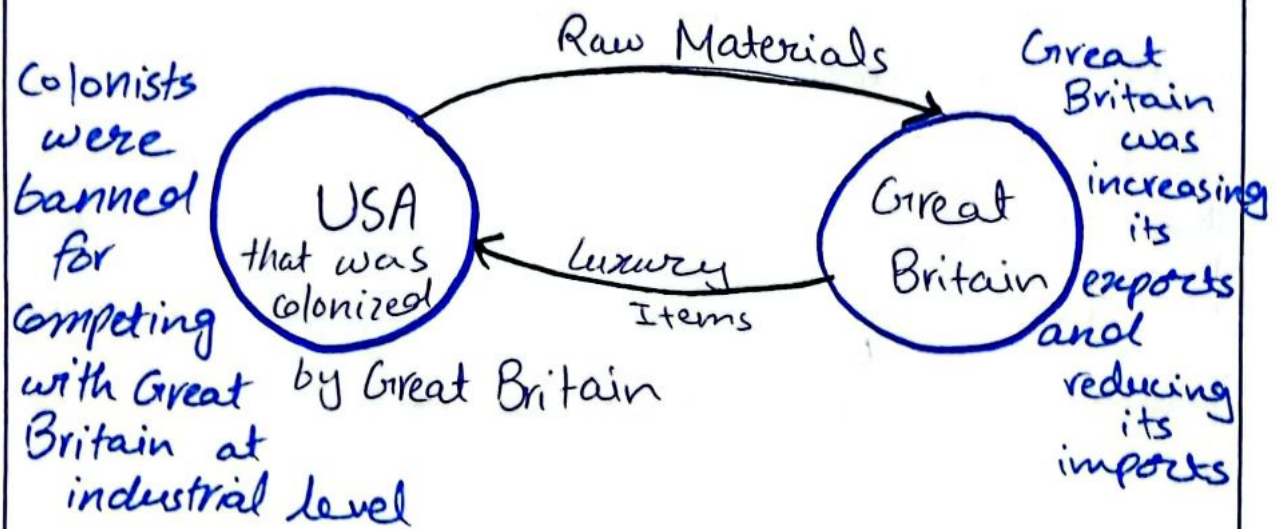 Colonists
were
banned
for
competing
with Great
Britain at
industrial level
Raw Materials
USA
that was
colonized
by Great Britain
Luxury
Items
Great
Britain
Great
Britain
was
increasing
its
exports
and
reducing
its
imports